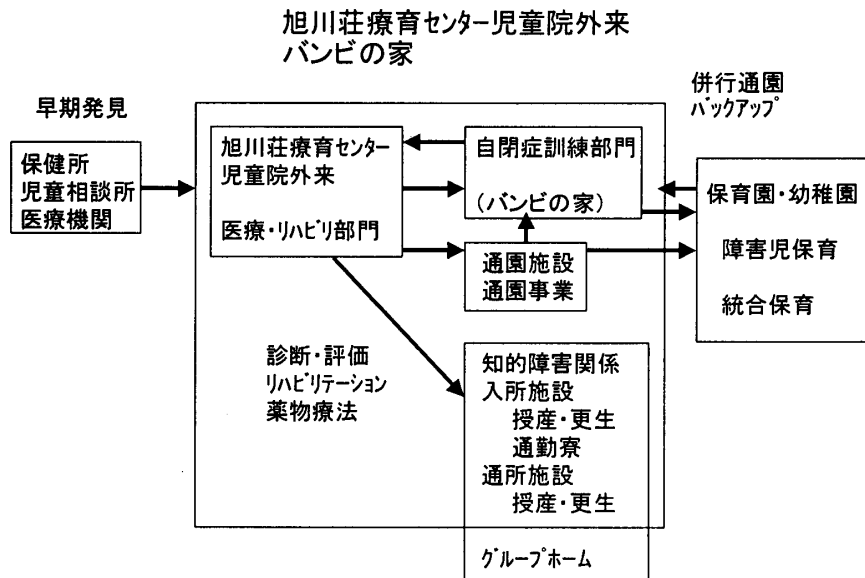 旭川荘療育センター児童院外来
バンビの家
早期発見
保健所
児童相談所
医療機関
旭川荘療育センター
児童院外来
医療・リハビリ部門
自閉症訓練部門
(バンビの家)
通園施設
通園事業
診断・評価
リハビリテーション
薬物療法
知的障害関係
入所施設
授産・更生
通勤寮
通所施設
授産・更生
グループホーム
併行通園
バックアップ
保育園・幼稚園
障害児保育
統合保育